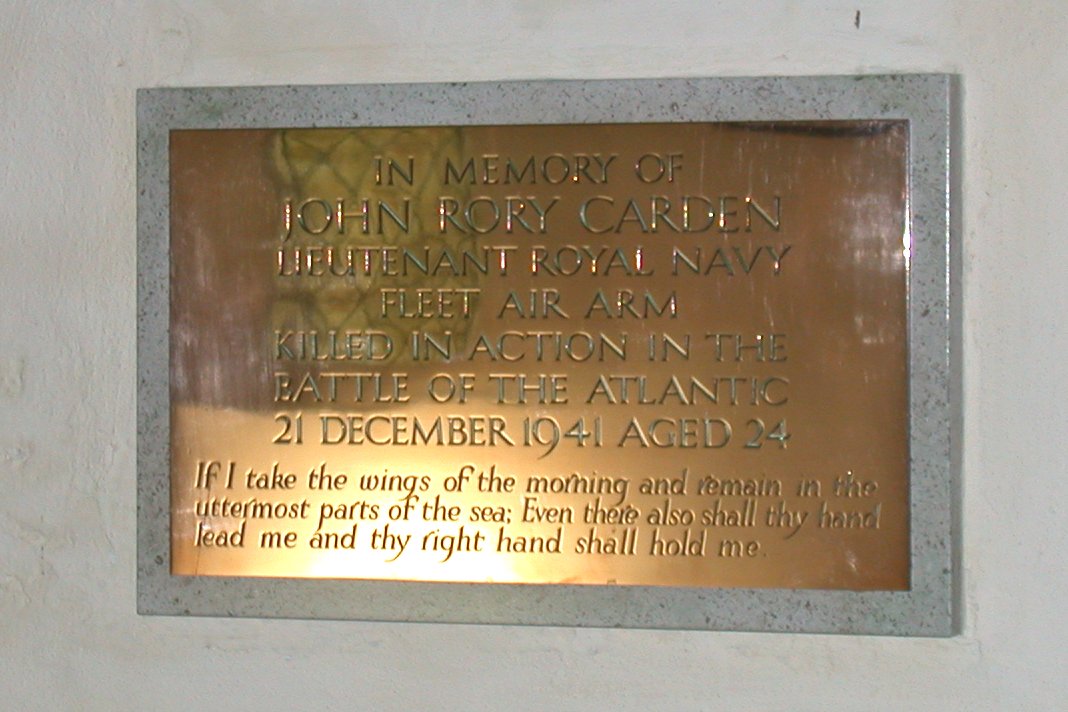 IN MEMORY OF
JOHN RORY CARDEN
LIEUTENANT ROYAL NAVY
FLEET AIR ARM
KILLED IN ACTION IN THE
BATTLE OF THE ATLANTIC
21 DECEMBER 1941 AGED 24
If I take the wings of the morning and remain in the
uttermost parts of the sea; Even there also shall thy hand
lead me and thy right hand shall hold me.